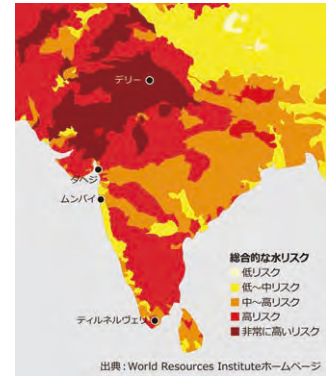 デリー
ダヘジ
ムンバイ
ティルネルヴェリ
総合的な水リスク
低リスク
低～中リスク
中～高リスク
高リスク
非常に高いリスク
出典：World Resources Instituteホームページ